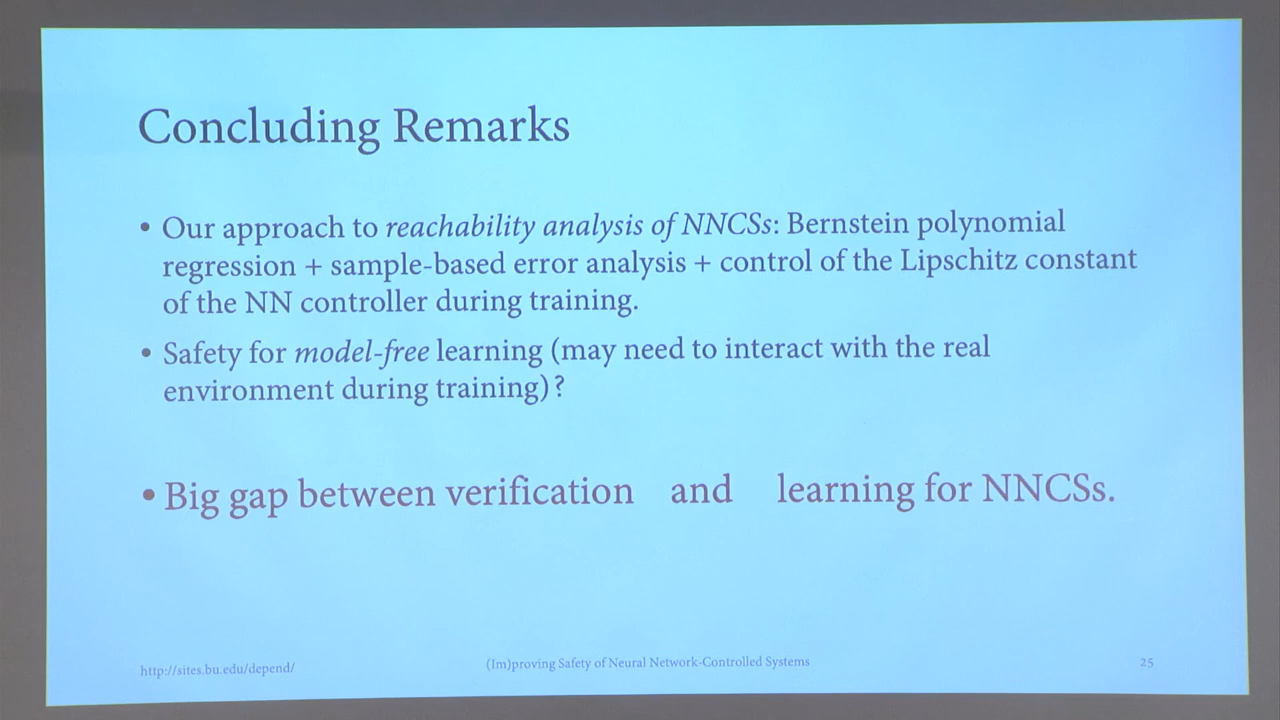 Concluding Remarks
• Our approach to reachability analysis of NNCSs: Bernstein polynomial
regression + sample-based error analysis + control of the Lipschitz constant
of the NN controller during training.
• Safety for model-free learning (may need to interact with the real
environment during training)?
• Big gap between verification and learning for NNCSs.
http://sites.bu.edu/depend/
(Im)proving Safety of Neural Network-Controlled Systems
25